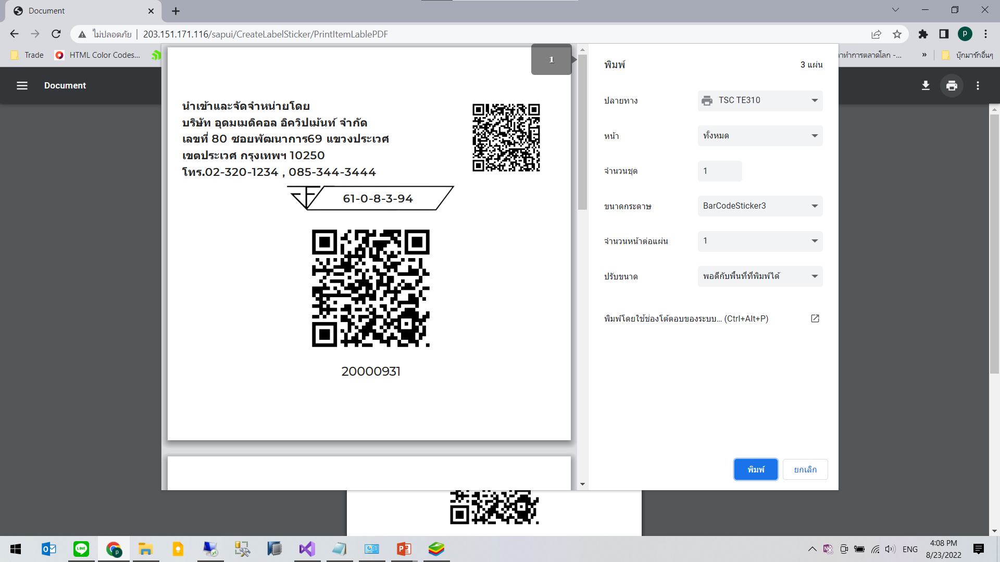 Document
ไม่ปลอดภัย
203.151.171.116/sapui/CreateLabelSticker/PrintItemLablePDF
P
Trade
HTML Color Codes...
ลาทำการตลาดโลก -...
»
บุ๊กมาร์กอื่นๆ
Document
1
นำเข้าและจัดจำหน่ายโดย
บริษัท อุดมเมดิคอล อิควิปเม้นท์ จำกัด
เลขที่ 80 ซอยพัฒนาการ69 แขวงประเวศ
เขตประเวศ กรุงเทพฯ 10250
โทร.02-320-1234 , 085-344-3444
61-0-8-3-94
20000931
พิมพ์
3 แผ่น
ปลายทาง
TSC TE310
หน้า
ทั้งหมด
จำนวนชุด
1
ขนาดกระดาษ
BarCodeSticker3
จำนวนหน้าต่อแผ่น
1
ปรับขนาด
พอดีกับพื้นที่ที่พิมพ์ได้
พิมพ์โดยใช้ช่องโต้ตอบของระบบ... (Ctrl+Alt+P)
พิมพ์
ยกเลิก
LINE
ENG
4:08 PM
8/23/2022